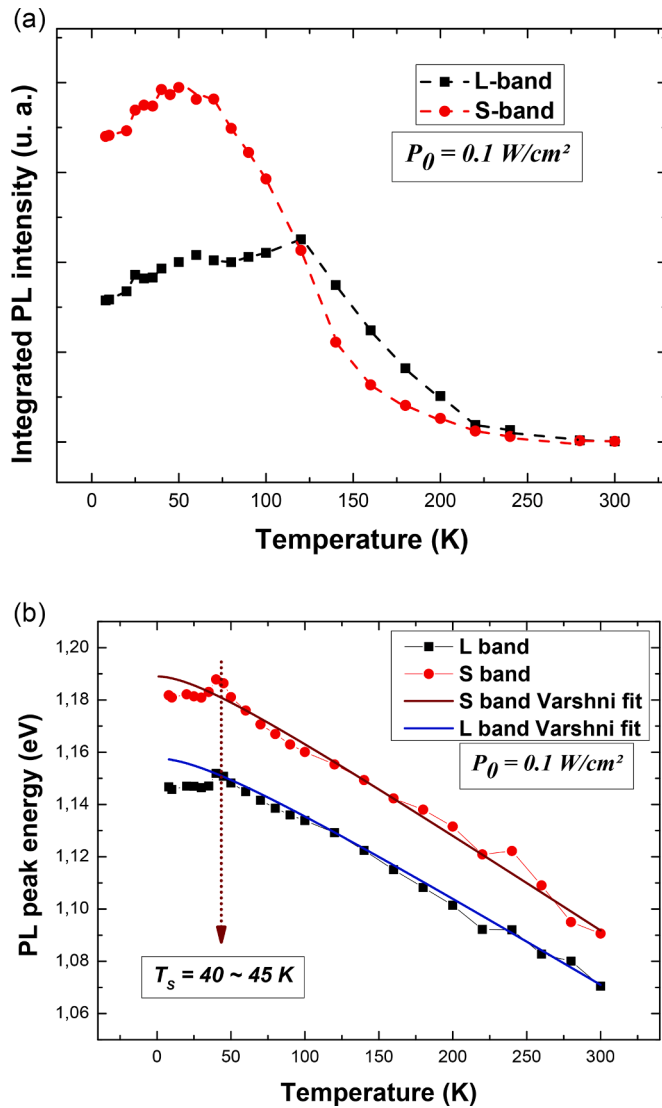 (a)
Integrated PL intensity (u. a.)
L-band
S-band
P0 = 0.1 W/cm²
0 50 100 150 200 250 300
Temperature (K)
(b)
PL peak energy (eV)
1,20
1,18
1,16
1,14
1,12
1,10
1,08
1,06
L band
S band
S band Varshni fit
L band Varshni fit
P0 = 0.1 W/cm²
Ts = 40 ~ 45 K
0 50 100 150 200 250 300
Temperature (K)